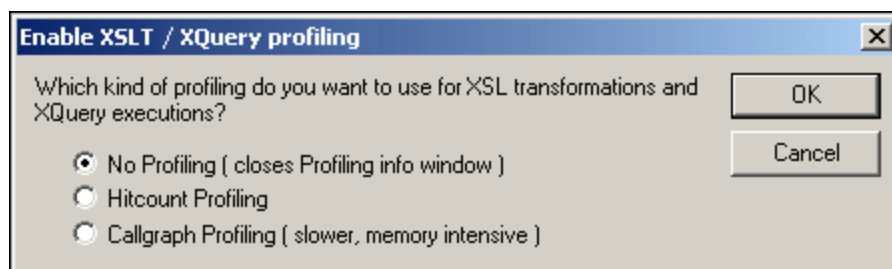 Enable XSLT / XQuery profiling
Which kind of profiling do you want to use for XSL transformations and
XQuery executions?
OK
Cancel
No Profiling ( closes Profiling info window )
Hitcount Profiling
Callgraph Profiling ( slower, memory intensive )